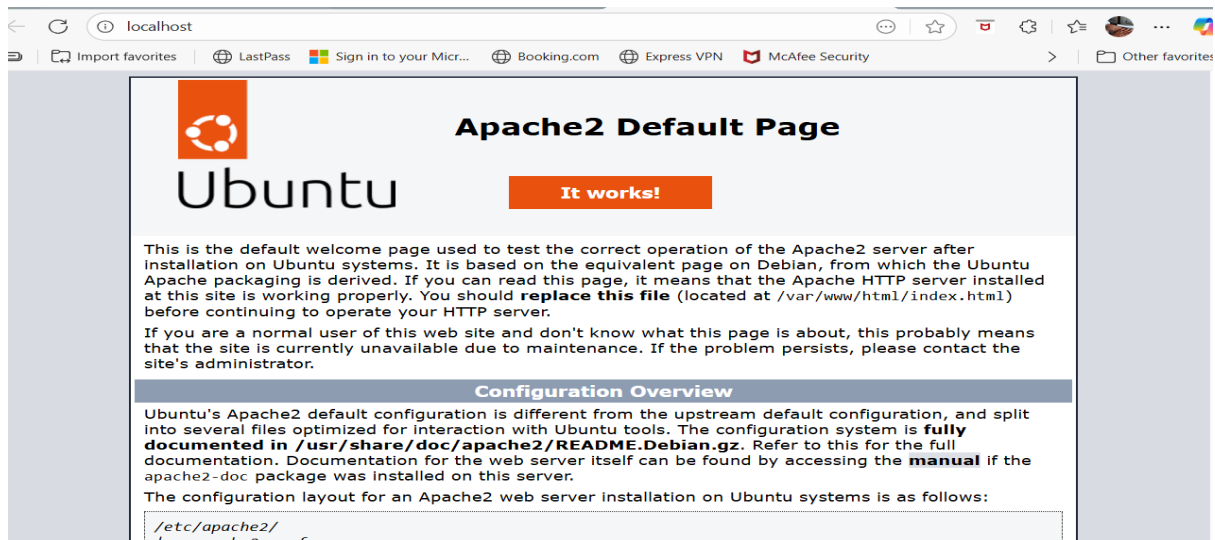 localhost
Import favorites LastPass Sign in to your Micr... Booking.com Express VPN McAfee Security > Other favorites
Apache2 Default Page
Ubuntu
It works!
This is the default welcome page used to test the correct operation of the Apache2 server after
installation on Ubuntu systems. It is based on the equivalent page on Debian, from which the Ubuntu
Apache packaging is derived. If you can read this page, it means that the Apache HTTP server installed
at this site is working properly. You should replace this file (located at /var/www/html/index.html)
before continuing to operate your HTTP server.
If you are a normal user of this web site and don't know what this page is about, this probably means
that the site is currently unavailable due to maintenance. If the problem persists, please contact the
site's administrator.
Configuration Overview
Ubuntu's Apache2 default configuration is different from the upstream default configuration, and split
into several files optimized for interaction with Ubuntu tools. The configuration system is fully
documented in /usr/share/doc/apache2/README.Debian.gz. Refer to this for the full
documentation. Documentation for the web server itself can be found by accessing the manual if the
apache2-doc package was installed on this server.
The configuration layout for an Apache2 web server installation on Ubuntu systems is as follows:
/etc/apache2/